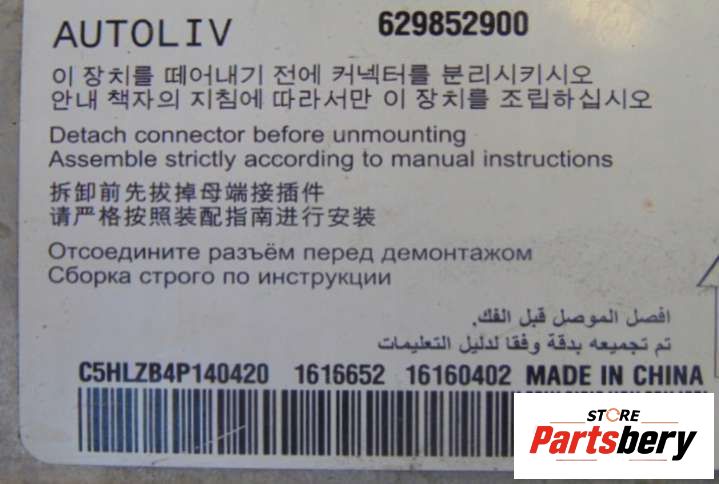 AUTOLIV 629852900
이 장치를 떼어내기 전에 커넥터를 분리시키시오
안내 책자의 지침에 따라서만 이 장치를 조립하십시오
Detach connector before unmounting
Assemble strictly according to manual instructions
拆卸前先拔掉母端接插件
请严格按照装配指南进行安装
Отсоедините разъём перед демонтажом
Сборка строго по инструкции
افصل الموصل قبل الفك.
تم تجميعه بدقة وفقا لدليل التعليمات
C5HLZB4P140420 1616652 16160402 MADE IN CHINA
STORE
Partsbery